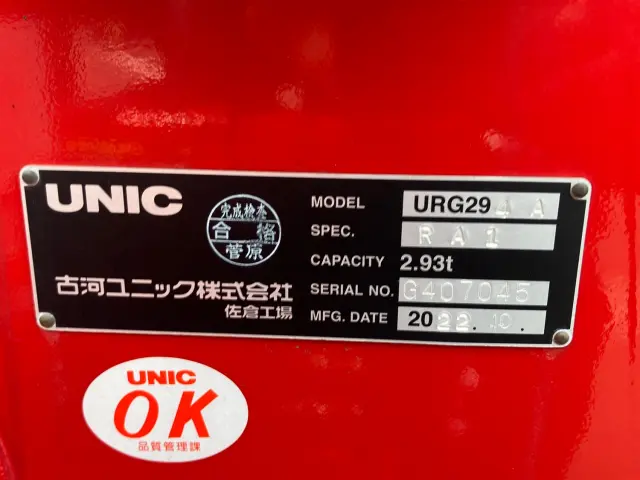 UNIC
完成検査
合格
菅原
古河ユニック株式会社
佐倉工場
MODEL URG294A
SPEC. RA1
CAPACITY 2.93t
SERIAL NO. G407045
MFG. DATE 2022.10.
UNIC
OK
品質管理課